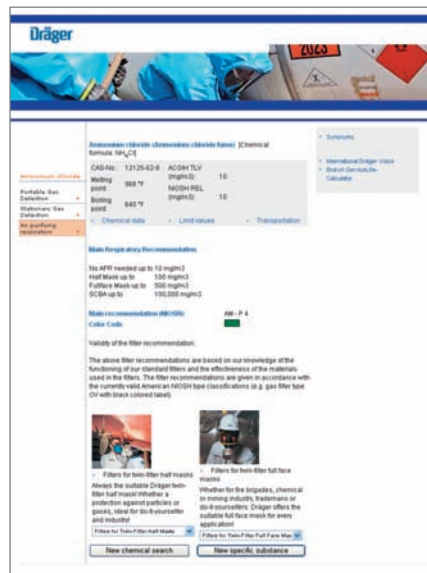 Dräger
2023
X
Ammonium chloride (Ammonium chloride fume) [Chemical
formula: NH4Cl]
CAS-No.: 12125-02-9 ACGIH TLV (mg/m3): 10
Melting point: 968 °F NIOSH REL (mg/m3): 10
Boiling point: 640 °F
Chemical data Limit values Transportation
Synonyms
International Dräger Voice
End-of-ServiceLife-
Calculator
Ammonium chloride
Portable Gas
Detection
Stationary Gas
Detection
Air-purifying
respirators
Main Respiratory Recommendation
No APR needed up to 10 mg/m3
Half Mask up to 100 mg/m3
Fullface Mask up to 500 mg/m3
SCBA up to 100,000 mg/m3
Main recommendation (NIOSH): AM - P 4
Color Code
Validity of the filter recommendation:
The above filter recommendations are based on our knowledge of the
functioning of our standard filters and the effectiveness of the materials
used in the filters. The filter recommendations are given in accordance with
the currently valid American NIOSH type classifications (e.g. gas filter type
OV with black colored label).
Filters for twin-filter half masks
Always the suitable Dräger twin-
filter half mask! Whether a
protection against particles or
gases, ideal for do-it-yourselfer
and industry!
Filters for Twin-Filter Half Masks
New chemical search
Filters for twin-filter full face
masks
Whether for fire brigades, chemical
or mining industry, trademans or
do-it-yourselfers: Dräger offers the
suitable full face mask for every
application!
Filters for Twin-Filter Full Face Mas
New specific substance